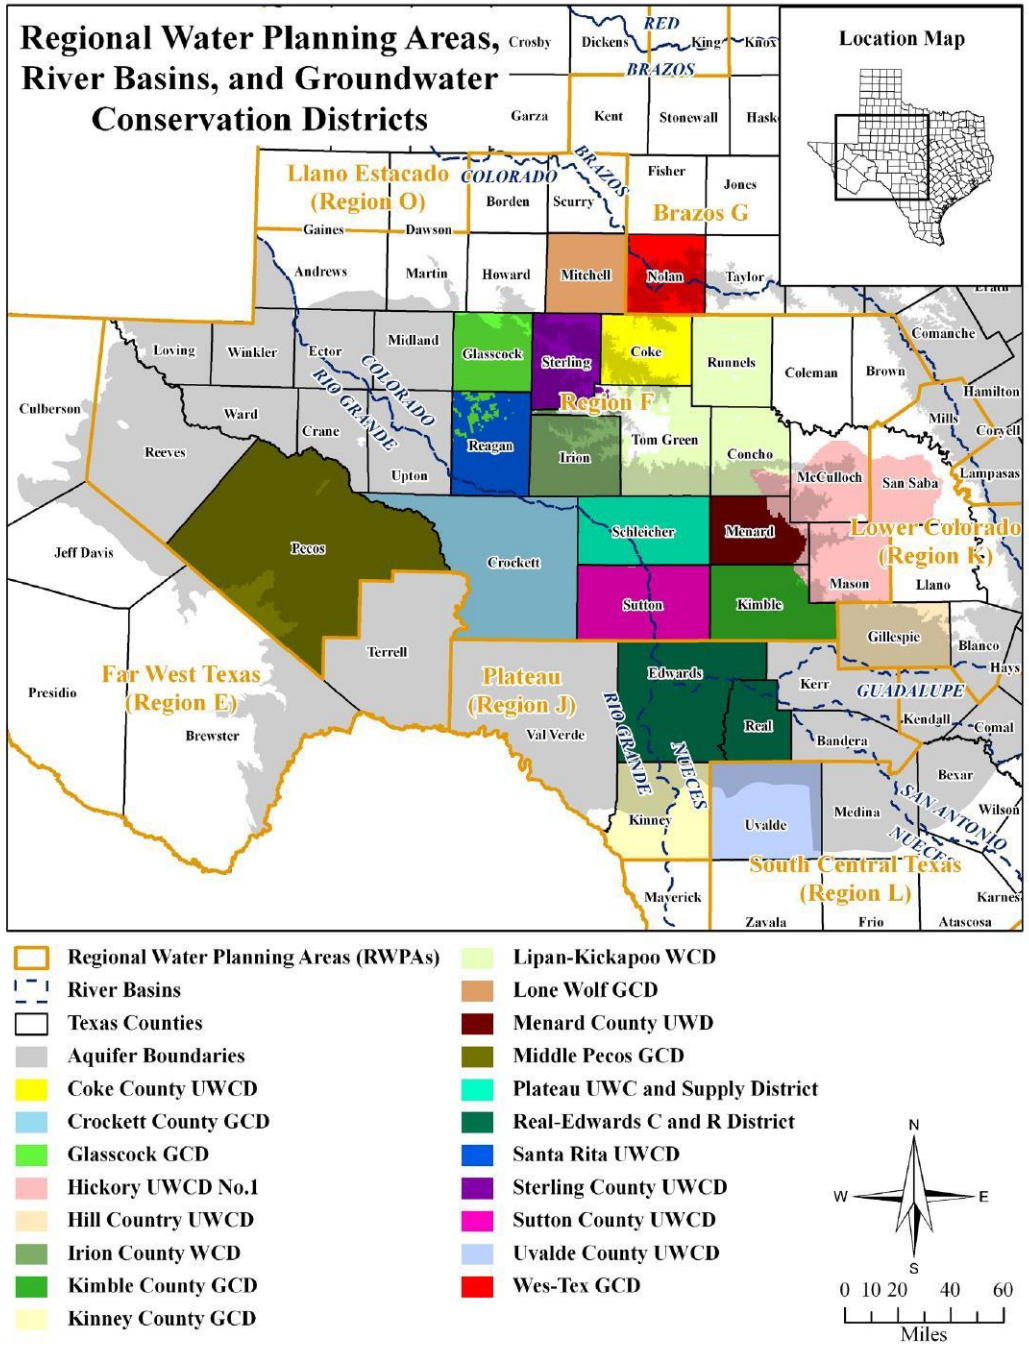 Regional Water Planning Areas,
River Basins, and Groundwater
Conservation Districts
Location Map
Crosby
Dickens
RED
King
Knox
BRAZOS
Garza
Kent
Stonewall
Hask
Llano Estacado
(Region O)
COLORADO
BRAZOS
Borden
Scurry
Fisher
Jones
Brazos G
Gaines
Dawson
Andrews
Martin
Howard
Mitchell
Nolan
Taylor
Erath
Comanche
Loving
Winkler
Ector
Midland
Glasscock
Sterling
Coke
Runnels
Coleman
Brown
Hamilton
COLORADO
RIO GRANDE
Region F
Culberson
Ward
Crane
Reagan
Mills
Coryell
Reeves
Upton
Irion
Tom Green
Concho
McCulloch
San Saba
Lampasas
Jeff Davis
Pecos
Crockett
Schleicher
Menard
Lower Colorado
(Region K)
Mason
Llano
Sutton
Kimble
Gillespie
Blanco
Hays
Terrell
Far West Texas
(Region E)
Plateau
(Region J)
Edwards
Kerr
GUADALUPE
Presidio
Brewster
Val Verde
RIO GRANDE
NUECES
Real
Bandera
Kendall
Comal
Bexar
Kinney
Uvalde
Medina
SAN ANTONIO
NUECES
Wilson
South Central Texas
(Region L)
Maverick
Zavala
Frio
Atascosa
Karnes
Regional Water Planning Areas (RWPAs)
River Basins
Texas Counties
Aquifer Boundaries
Coke County UWCD
Crockett County GCD
Glasscock GCD
Hickory UWCD No.1
Hill Country UWCD
Irion County WCD
Kimble County GCD
Kinney County GCD
Lipan-Kickapoo WCD
Lone Wolf GCD
Menard County UWD
Middle Pecos GCD
Plateau UWC and Supply District
Real-Edwards C and R District
Santa Rita UWCD
Sterling County UWCD
Sutton County UWCD
Uvalde County UWCD
Wes-Tex GCD
N
W
E
S
0 10 20 40 60
Miles